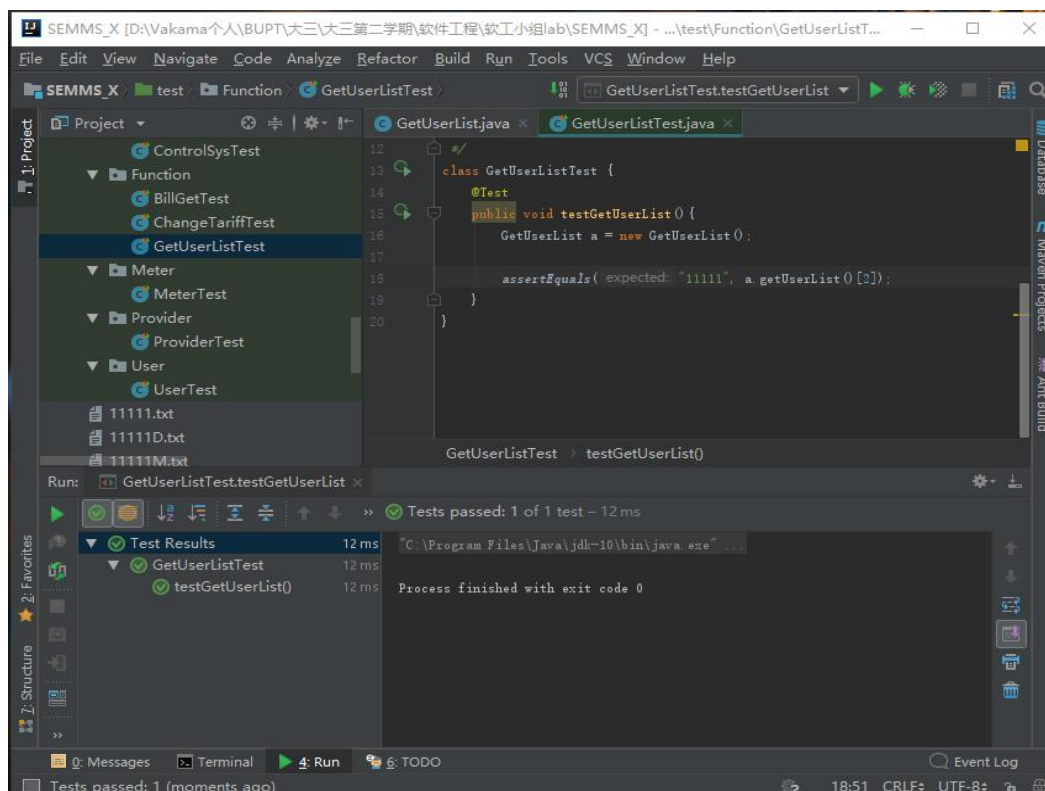 SEMMS_X [D:\Vakama个人\BUPT\大三\大三第二学期\软件工程\软工小组lab\SEMMS_X] - ...\test\Function\GetUserListT...
File Edit View Navigate Code Analyze Refactor Build Run Tools VCS Window Help
SEMMS_X test Function GetUserListTest
GetUserListTest.testGetUserList
1: Project
Project
GetUserList.java
GetUserListTest.java
Database
Maven Projects
Ant Build
ControlSysTest
Function
BillGetTest
ChangeTariffTest
GetUserListTest
Meter
MeterTest
Provider
ProviderTest
User
UserTest
11111.txt
11111D.txt
11111M.txt
12 */
13 class GetUserListTest {
14 @Test
15 public void testGetUserList(){
16 GetUserList a = new GetUserList();
17
18 assertEquals( expected: "11111", a.getUserList()[2]);
19 }
20 }
GetUserListTest testGetUserList()
Run: GetUserListTest.testGetUserList
» Tests passed: 1 of 1 test – 12 ms
Test Results 12 ms
GetUserListTest 12 ms
testGetUserList() 12 ms
"C:\Program Files\Java\jdk-10\bin\java.exe" ...
Process finished with exit code 0
2: Favorites
7: Structure
»
0: Messages Terminal 4: Run 6: TODO Event Log
Tests passed: 1 (moments ago) 18:51 CRLF UTF-8